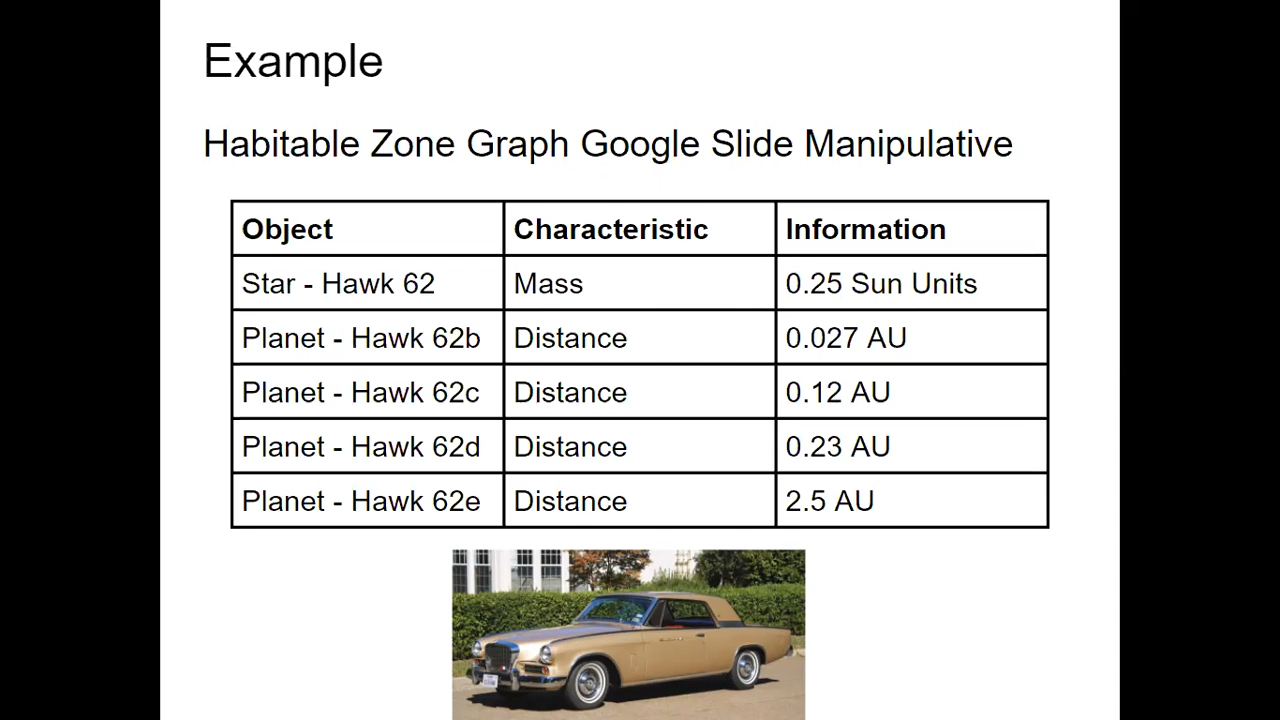 Example
Habitable Zone Graph Google Slide Manipulative
Object Characteristic Information
Star - Hawk 62 Mass 0.25 Sun Units
Planet - Hawk 62b Distance 0.027 AU
Planet - Hawk 62c Distance 0.12 AU
Planet - Hawk 62d Distance 0.23 AU
Planet - Hawk 62e Distance 2.5 AU